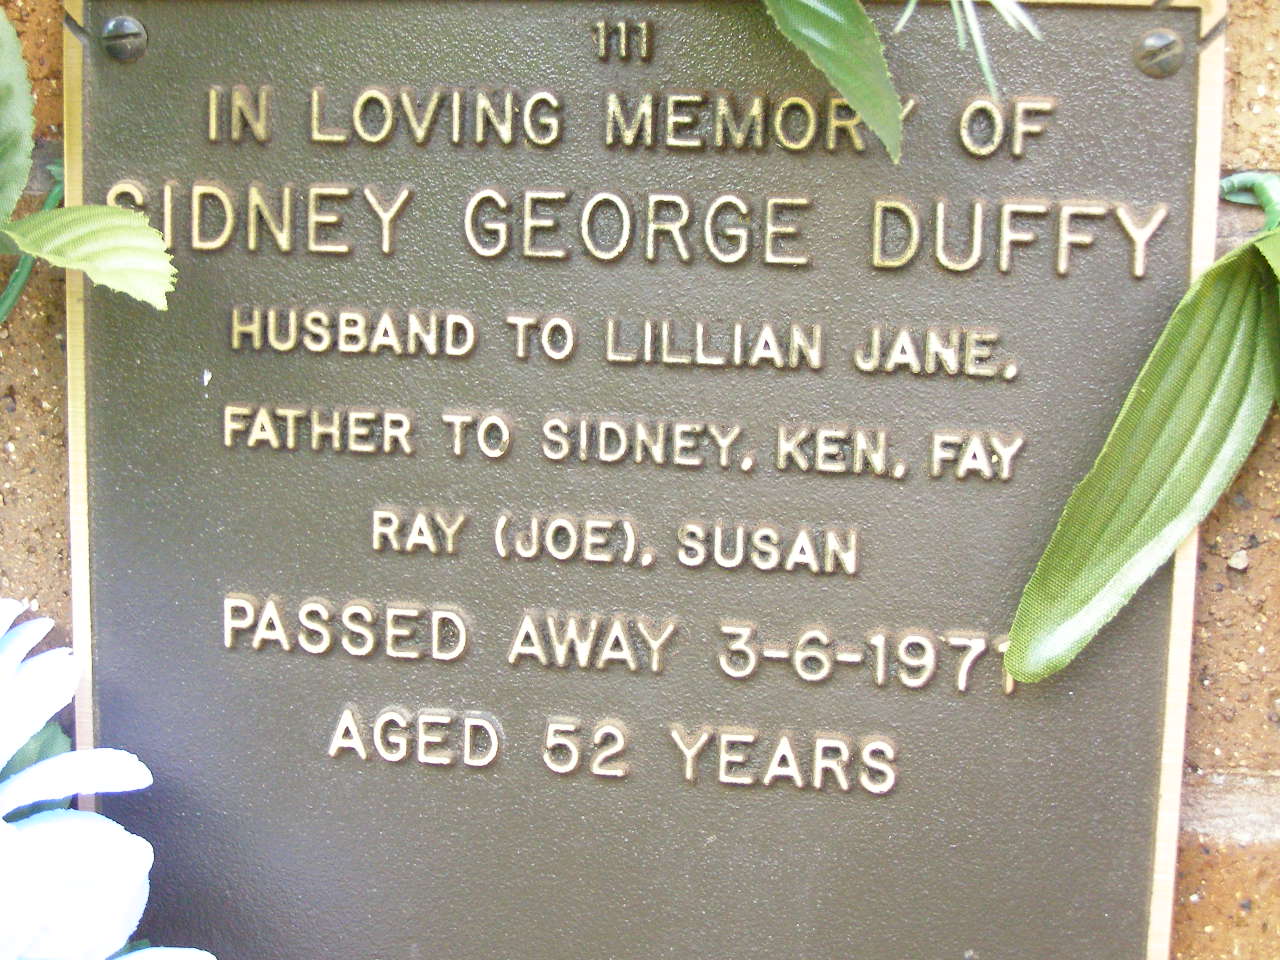 111
IN LOVING MEMORY OF
SIDNEY GEORGE DUFFY
HUSBAND TO LILLIAN JANE,
FATHER TO SIDNEY, KEN, FAY
RAY (JOE), SUSAN
PASSED AWAY 3-6-1971
AGED 52 YEARS